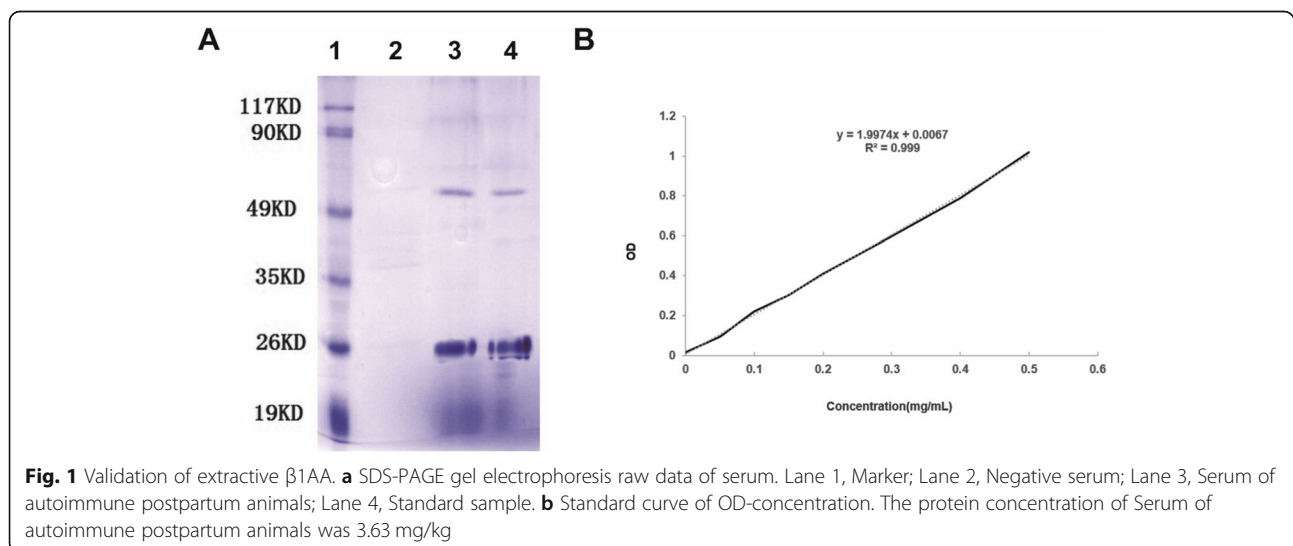 A
B
1 2 3 4
117KD
90KD
49KD
35KD
26KD
19KD
y = 1.9974x + 0.0067
R² = 0.999
1.2
1
0.8
0.6
0.4
0.2
0
OD
0 0.1 0.2 0.3 0.4 0.5 0.6
Concentration(mg/mL)
Fig. 1 Validation of extractive β1AA. a SDS-PAGE gel electrophoresis raw data of serum. Lane 1, Marker; Lane 2, Negative serum; Lane 3, Serum of
autoimmune postpartum animals; Lane 4, Standard sample. b Standard curve of OD-concentration. The protein concentration of Serum of
autoimmune postpartum animals was 3.63 mg/kg